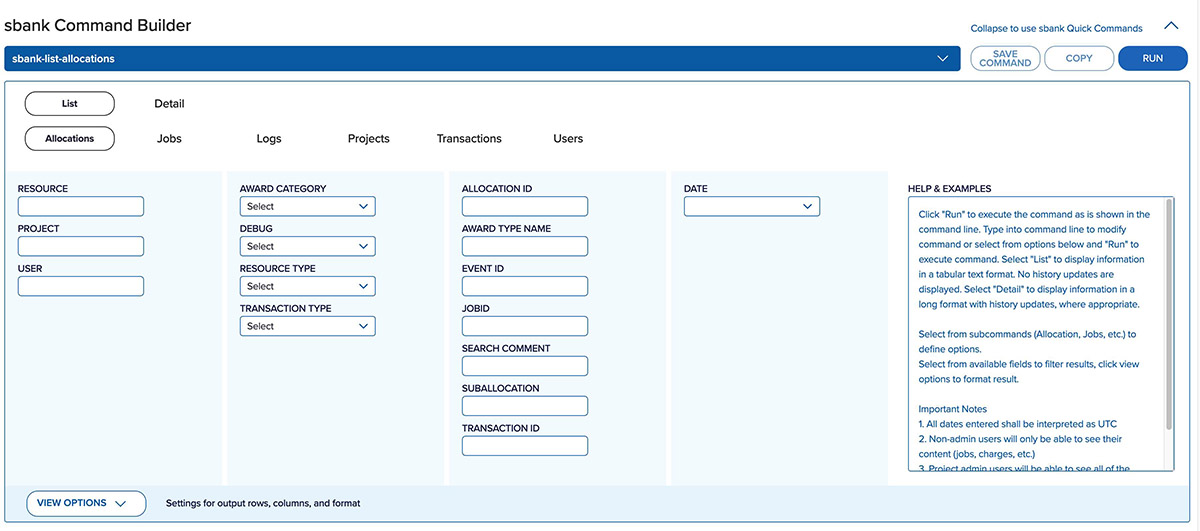 sbank Command Builder
Collapse to use sbank Quick Commands
sbank-list-allocations
SAVE
COMMAND
COPY
RUN
List
Detail
Allocations
Jobs
Logs
Projects
Transactions
Users
RESOURCE
PROJECT
USER
AWARD CATEGORY
Select
DEBUG
Select
RESOURCE TYPE
Select
TRANSACTION TYPE
Select
ALLOCATION ID
AWARD TYPE NAME
EVENT ID
JOBID
SEARCH COMMENT
SUBALLOCATION
TRANSACTION ID
DATE
HELP & EXAMPLES
Click "Run" to execute the command as is shown in the
command line. Type into command line to modify
command or select from options below and "Run" to
execute command. Select "List" to display information
in a tabular text format. No history updates are
displayed. Select "Detail" to display information in a
long format with history updates, where appropriate.
Select from subcommands (Allocation, Jobs, etc.) to
define options.
Select from available fields to filter results, click view
options to format result.
Important Notes
1. All dates entered shall be interpreted as UTC
2. Non-admin users will only be able to see their
content (jobs, charges, etc.)
3. Project admin users will be able to see all of the
VIEW OPTIONS
Settings for output rows, columns, and format